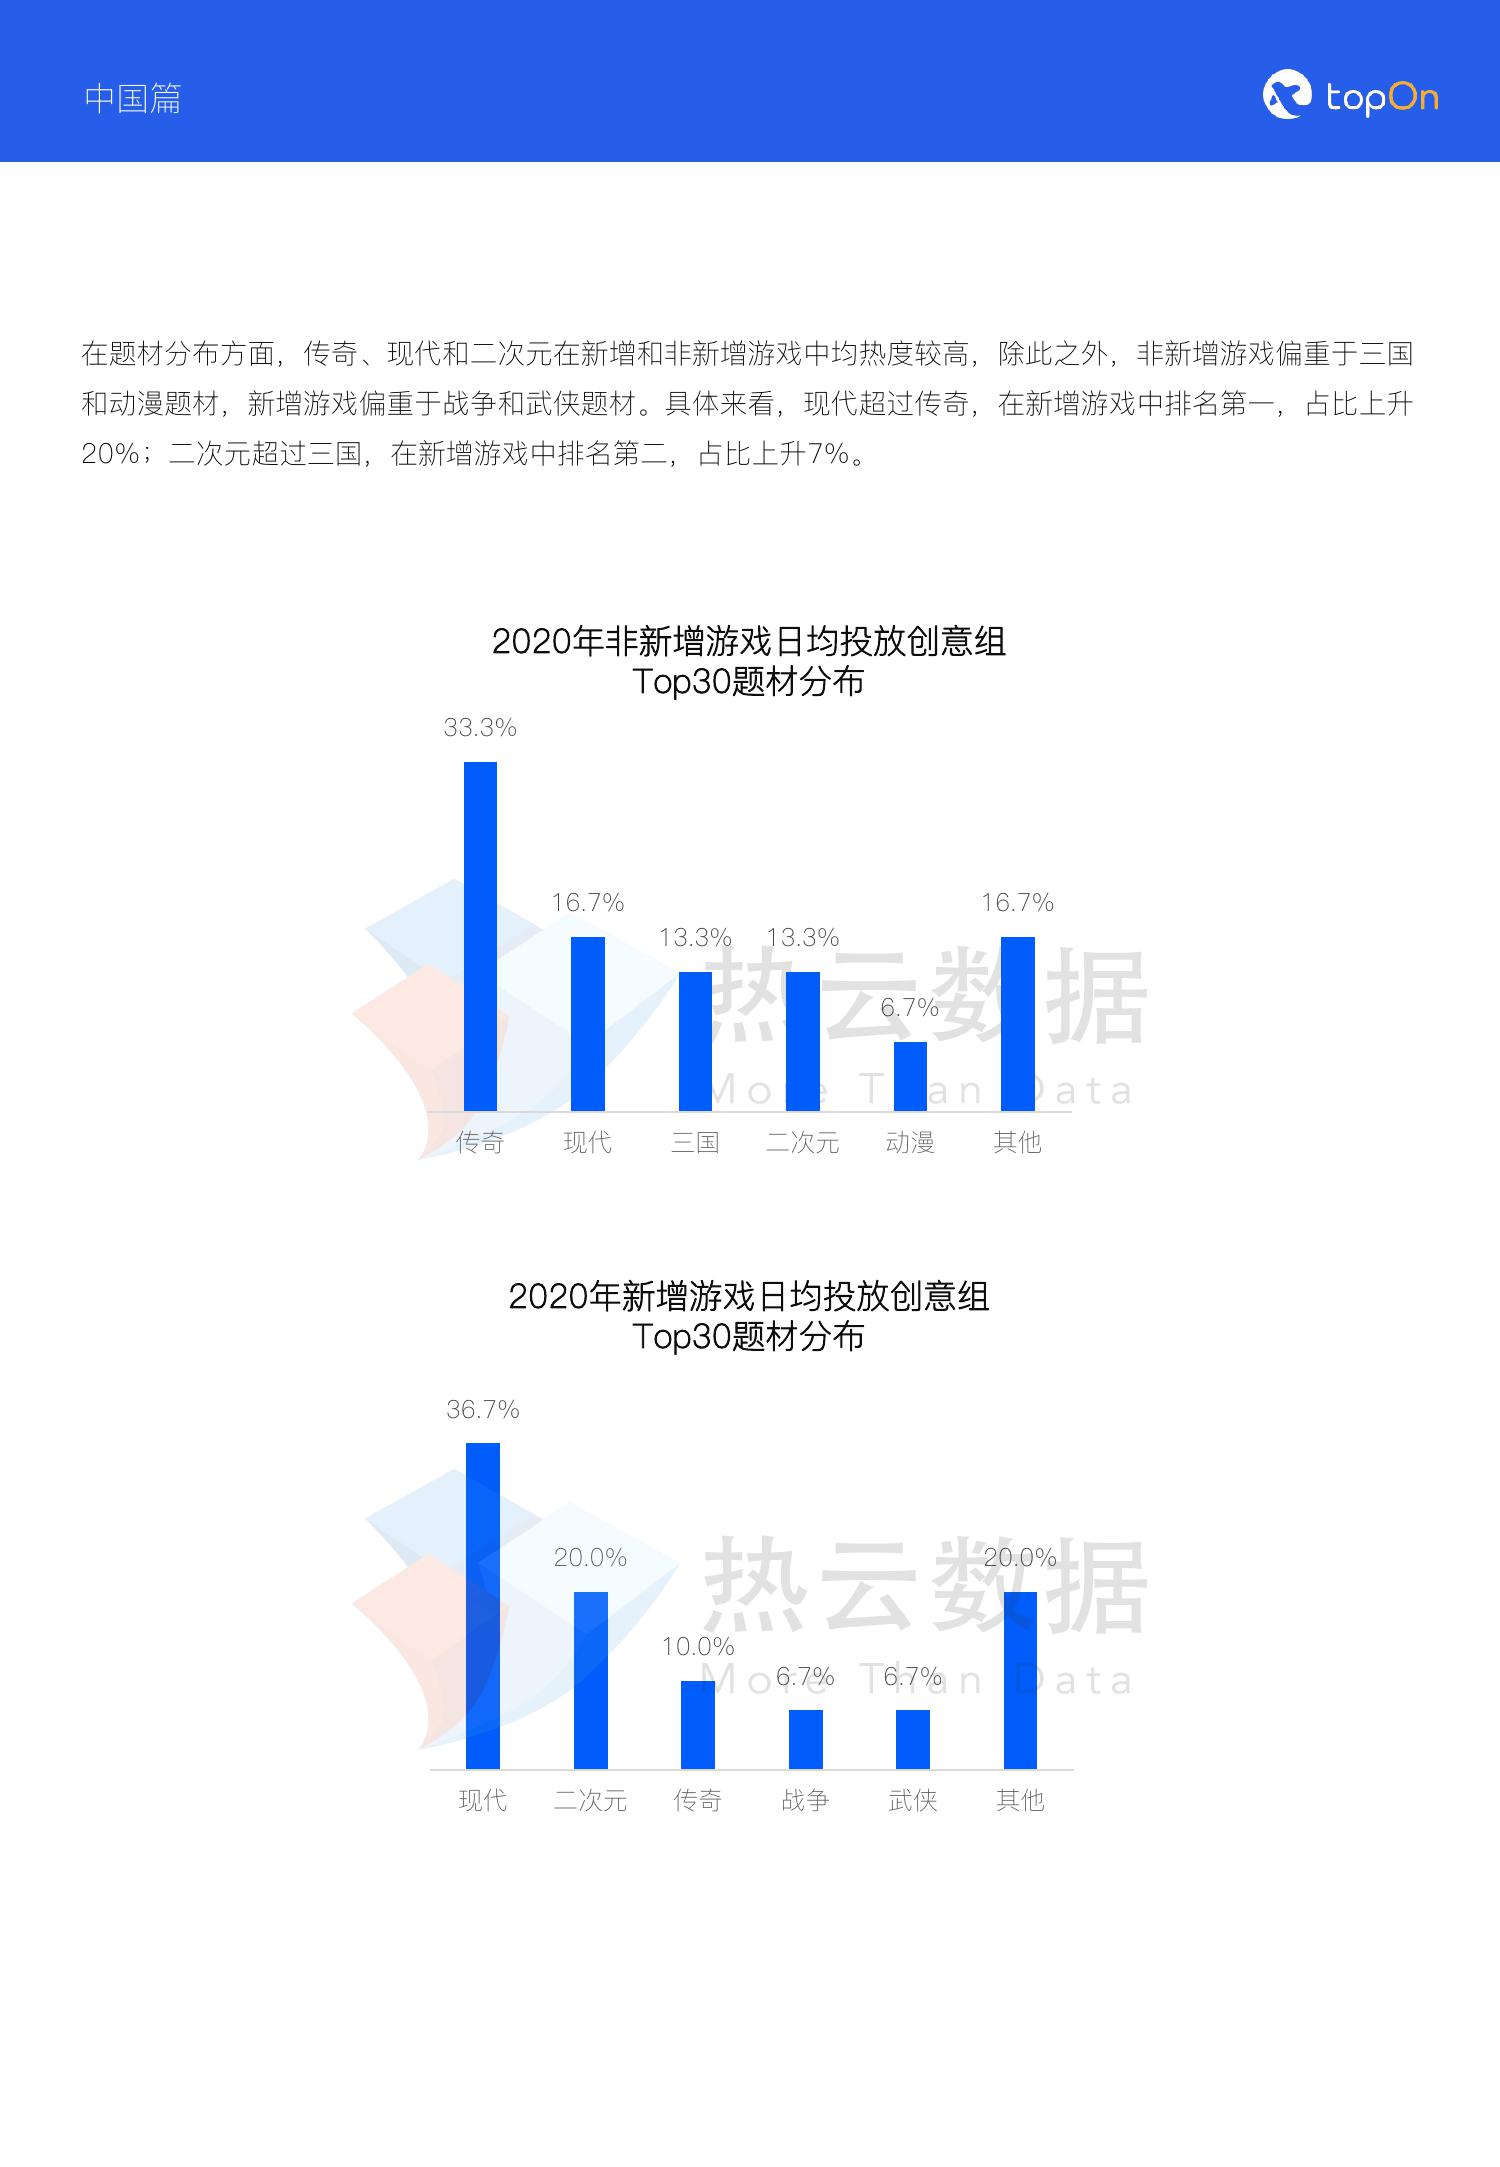 中国篇
topOn
在题材分布方面，传奇、现代和二次元在新增和非新增游戏中均热度较高，除此之外，非新增游戏偏重于三国
和动漫题材，新增游戏偏重于战争和武侠题材。具体来看，现代超过传奇，在新增游戏中排名第一，占比上升
20%；二次元超过三国，在新增游戏中排名第二，占比上升7%。
2020年非新增游戏日均投放创意组
Top30题材分布
33.3%
16.7%
13.3%
13.3%
6.7%
16.7%
热云数据
More Than Data
传奇
现代
三国
二次元
动漫
其他
2020年新增游戏日均投放创意组
Top30题材分布
36.7%
20.0%
10.0%
6.7%
6.7%
20.0%
热云数据
More Than Data
现代
二次元
传奇
战争
武侠
其他